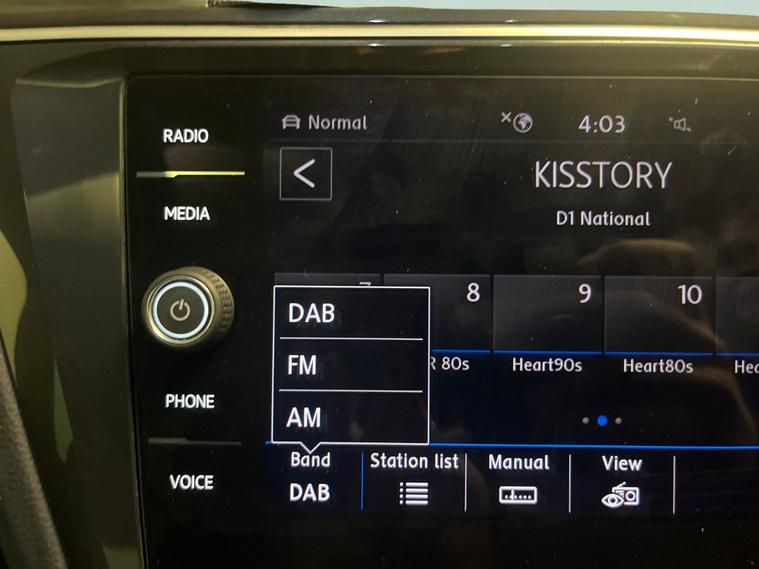 RADIO
MEDIA
PHONE
VOICE
Normal
4:03
KISSTORY
D1 National
8
9
10
80s
Heart90s
Heart80s
DAB
FM
AM
Band
DAB
Station list
Manual
View